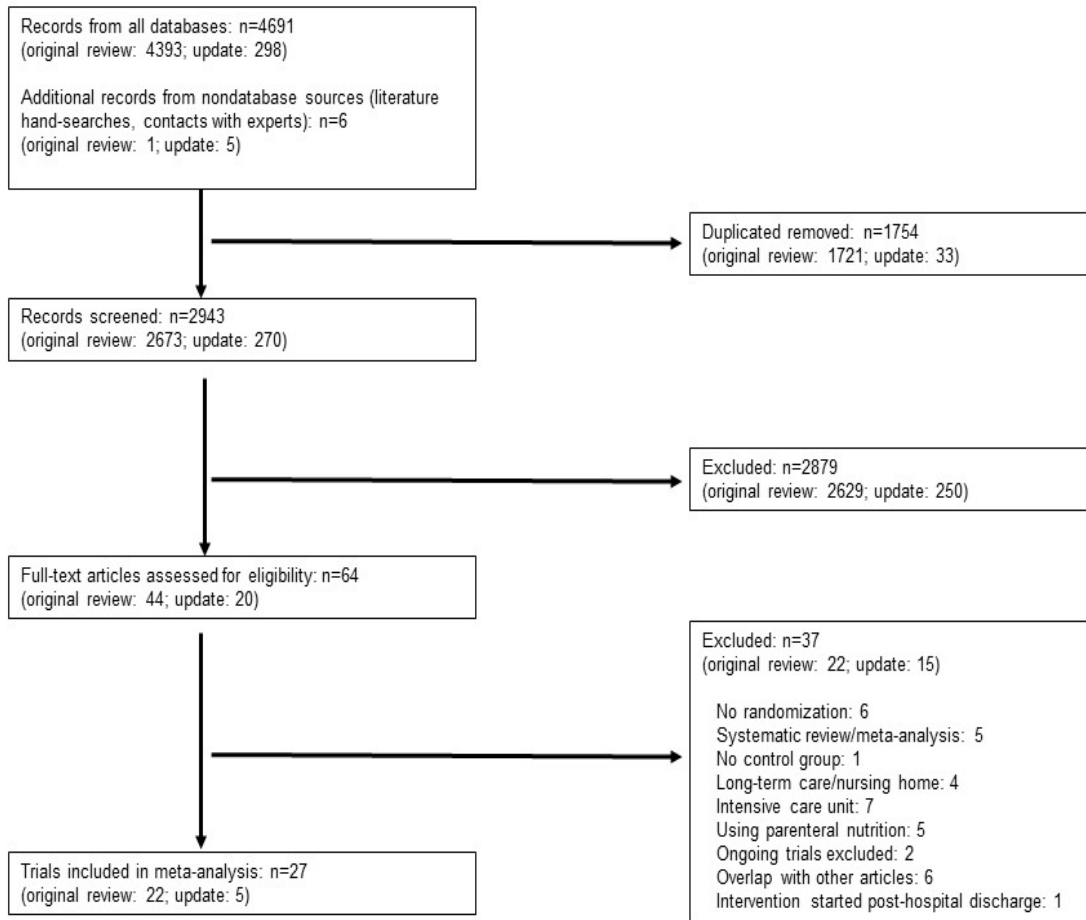 Records from all databases: n=4691
(original review: 4393; update: 298)
Additional records from nondatabase sources (literature
hand-searches, contacts with experts): n=6
(original review: 1; update: 5)
Duplicated removed: n=1754
(original review: 1721; update: 33)
Records screened: n=2943
(original review: 2673; update: 270)
Excluded: n=2879
(original review: 2629; update: 250)
Full-text articles assessed for eligibility: n=64
(original review: 44; update: 20)
Excluded: n=37
(original review: 22; update: 15)
No randomization: 6
Systematic review/meta-analysis: 5
No control group: 1
Long-term care/nursing home: 4
Intensive care unit: 7
Using parenteral nutrition: 5
Ongoing trials excluded: 2
Overlap with other articles: 6
Intervention started post-hospital discharge: 1
Trials included in meta-analysis: n=27
(original review: 22; update: 5)